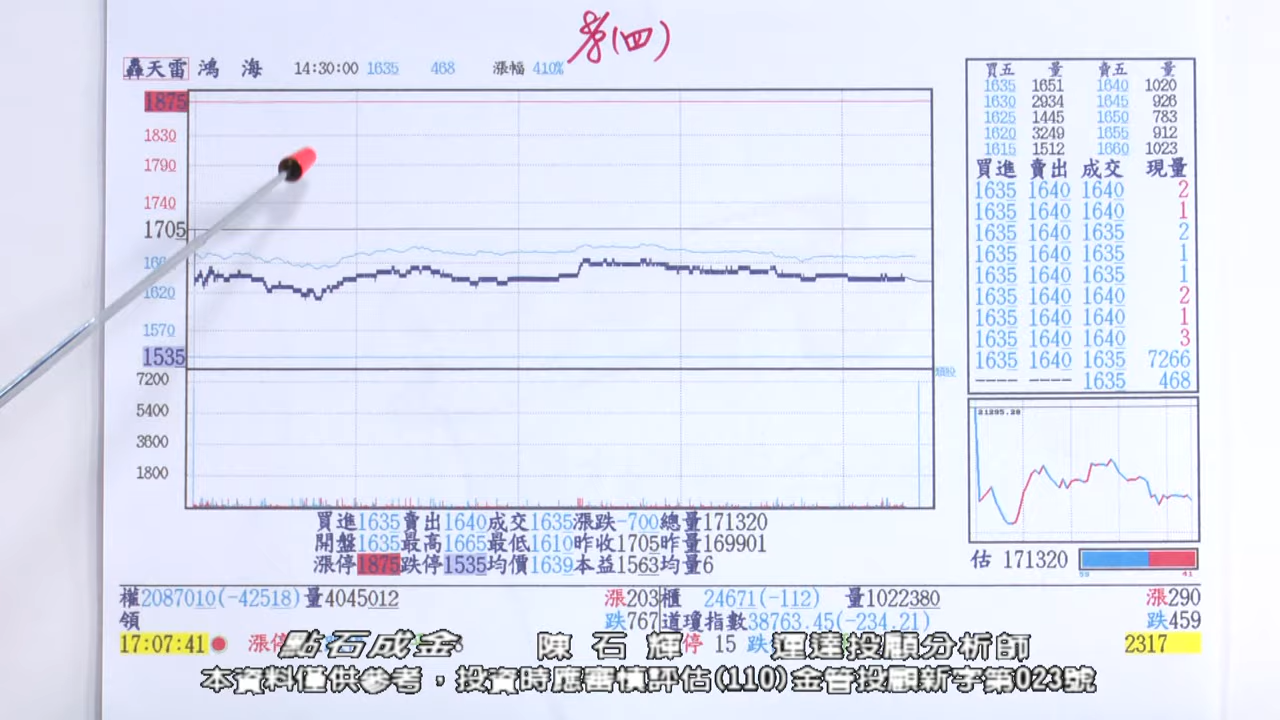 第(四)
轟天雷 鴻 海 14:30:00 1635 468 漲幅 410%
1875
1830
1790
1740
1705
1620
1570
1535
7200
5400
3600
1800
買五 量 賣五 量
1635 1651 1640 1020
1630 2934 1645 926
1625 1445 1650 783
1620 3249 1655 912
1615 1512 1660 1023
買進 賣出 成交 現量
1635 1640 1640 2
1635 1640 1640 1
1635 1640 1635 2
1635 1640 1635 1
1635 1640 1635 1
1635 1640 1640 2
1635 1640 1640 1
1635 1640 1640 3
1635 1640 1635 7266
---- ---- 1635 468
21295.28
買進1635賣出1640成交1635漲跌-700總量171320
開盤1635最高1665最低1610昨收1705昨量169901
漲停1875跌停1535均價1639本益1563均量6
估 171320
59 41
權2087010(-42518)量4045012 漲203櫃 24671(-112) 量1022380 漲290
領 跌767道瓊指數38763.45(-234.21) 跌459
17:07:41 漲停 停 15 跌 2317
點石成金 陳石輝 運達投顧分析師
本資料僅供參考，投資時應審慎評估(110)金管投顧新字第023號